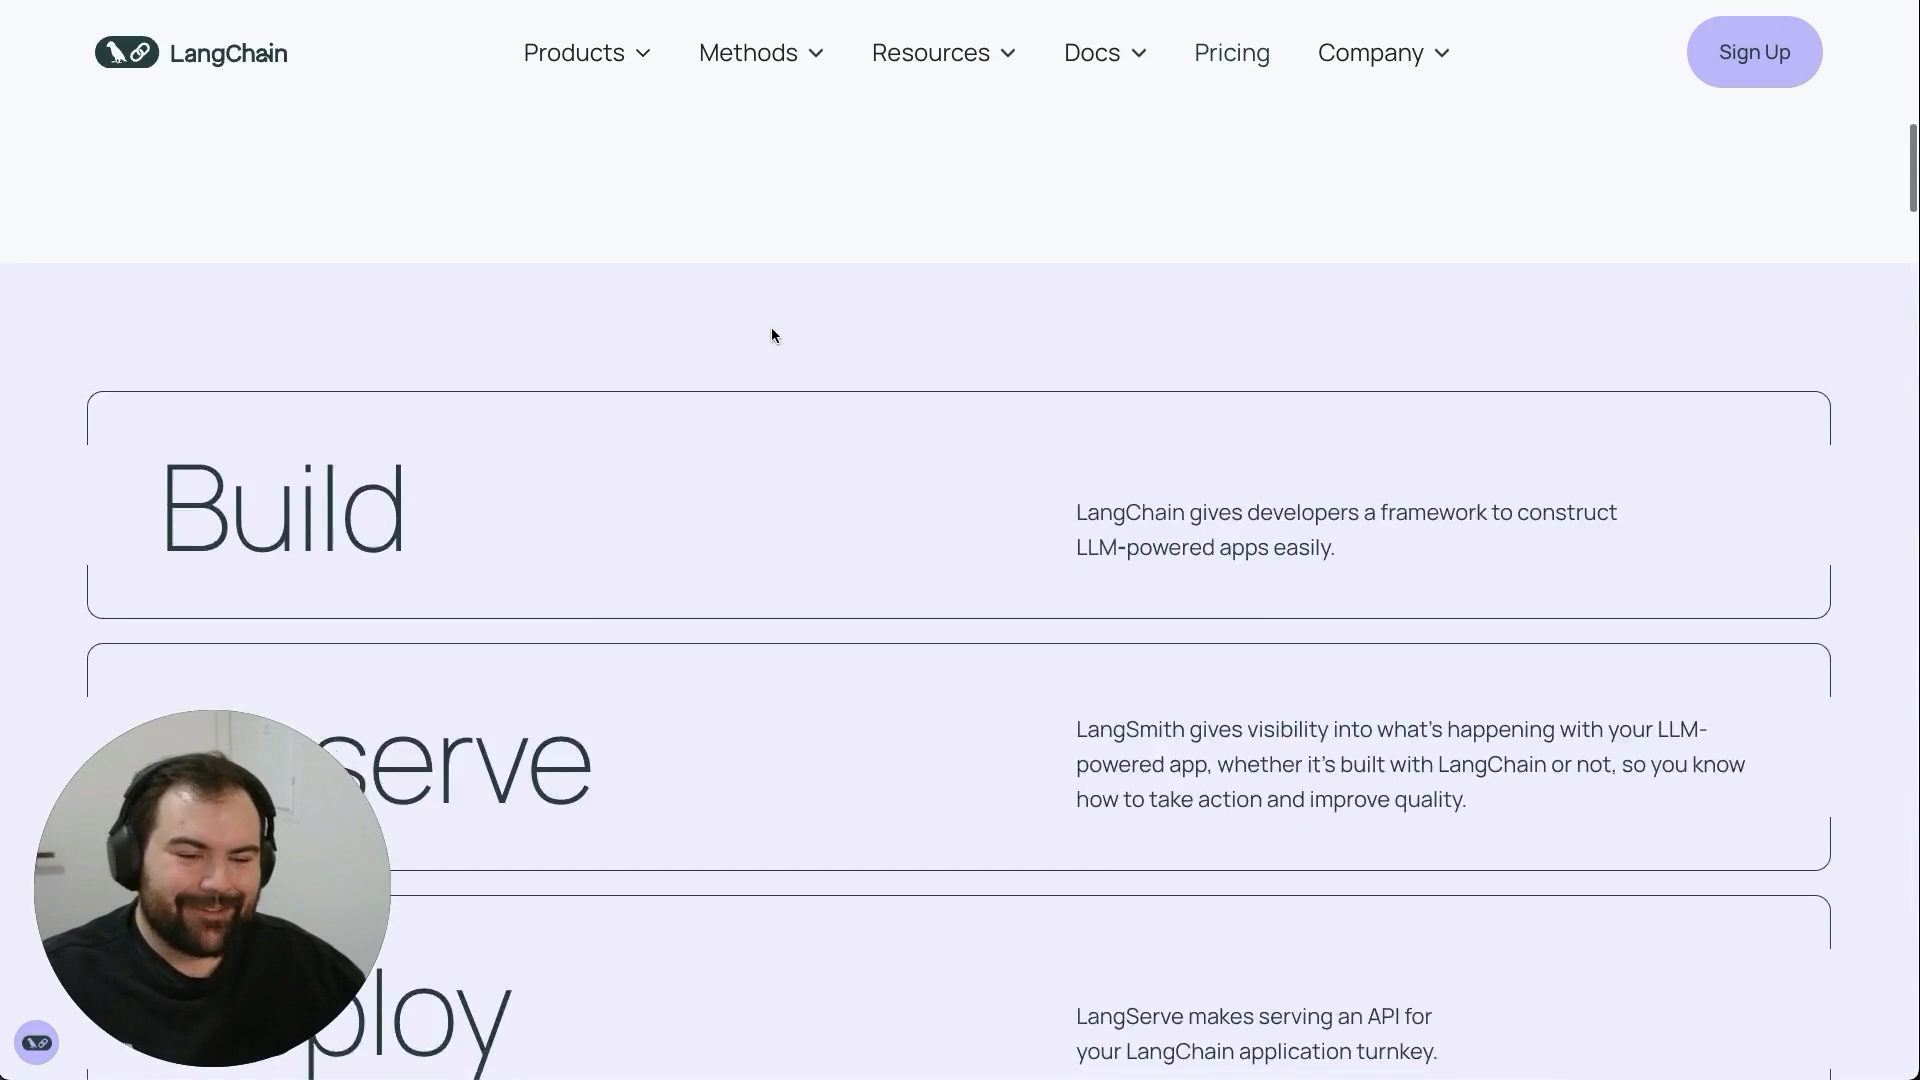 LangChain
Products
Methods
Resources
Docs
Pricing
Company
Sign Up
Build
LangChain gives developers a framework to construct
LLM-powered apps easily.
serve
LangSmith gives visibility into what's happening with your LLM-
powered app, whether it's built with LangChain or not, so you know
how to take action and improve quality.
ploy
LangServe makes serving an API for
your LangChain application turnkey.